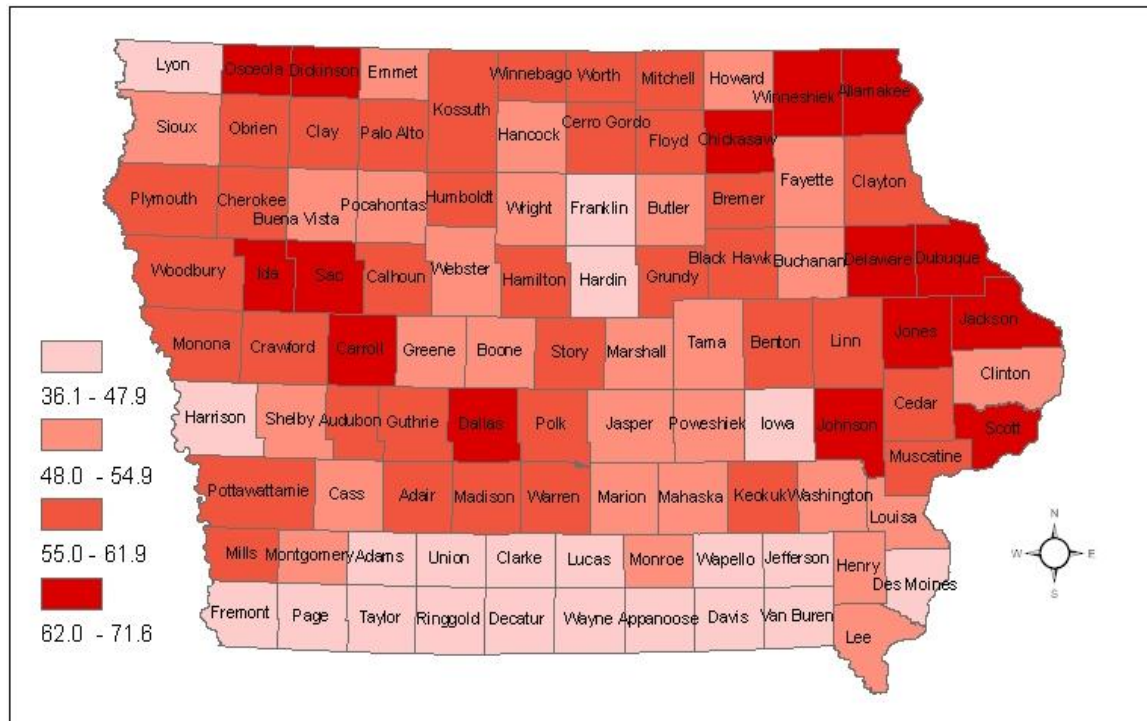 Lyon Osceola Dickinson Emmet Kossuth Winnebago Worth Mitchell Howard Winneshiek Allamakee
Sioux Obrien Clay Palo Alto Hancock Cerro Gordo Floyd Chickasaw Fayette Clayton
Plymouth Cherokee Buena Vista Pocahontas Humboldt Wright Franklin Butler Bremer
Woodbury Ida Sac Calhoun Webster Hamilton Hardin Grundy Black Hawk Buchanan Delaware Dubuque
Monona Crawford Carroll Greene Boone Story Marshall Tama Benton Linn Jones Jackson
Clinton
Harrison Shelby Audubon Guthrie Dallas Polk Jasper Poweshiek Iowa Johnson Cedar Scott
Muscatine
Pottawattamie Cass Adair Madison Warren Marion Mahaska Keokuk Washington Louisa
Mills Montgomery Adams Union Clarke Lucas Monroe Wapello Jefferson Henry Des Moines
Fremont Page Taylor Ringgold Decatur Wayne Appanoose Davis Van Buren Lee
36.1 - 47.9
48.0 - 54.9
55.0 - 61.9
62.0 - 71.6
N
W E
S